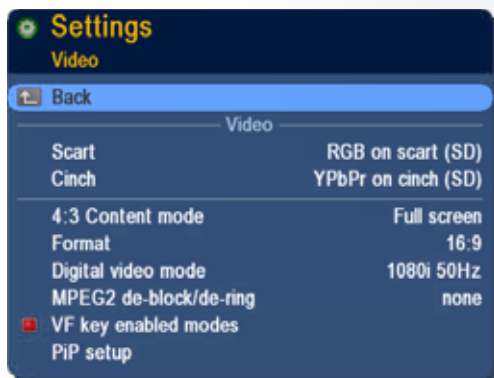 Settings
Video
Back
Video
Scart RGB on scart (SD)
Cinch YPbPr on cinch (SD)
4:3 Content mode Full screen
Format 16:9
Digital video mode 1080i 50Hz
MPEG2 de-block/de-ring none
VF key enabled modes
PiP setup